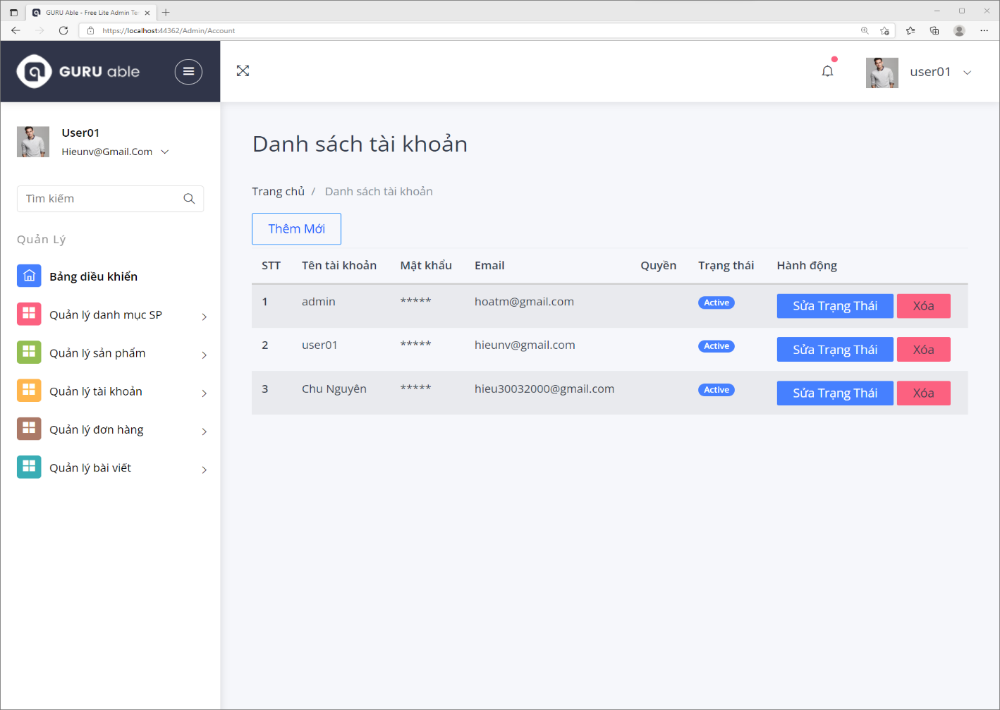 GURU Able - Free Lite Admin Te
https://localhost:44362/Admin/Account
GURU able
user01
User01
Hieunv@Gmail.Com
Tìm kiếm
Quản Lý
Bảng diều khiển
Quản lý danh mục SP
Quản lý sản phẩm
Quản lý tài khoản
Quản lý đơn hàng
Quản lý bài viết
Danh sách tài khoản
Trang chủ / Danh sách tài khoản
Thêm Mới
STT Tên tài khoản Mật khẩu Email Quyền Trạng thái Hành động
1 admin ***** hoatm@gmail.com Active Sửa Trạng Thái Xóa
2 user01 ***** hieunv@gmail.com Active Sửa Trạng Thái Xóa
3 Chu Nguyên ***** hieu30032000@gmail.com Active Sửa Trạng Thái Xóa